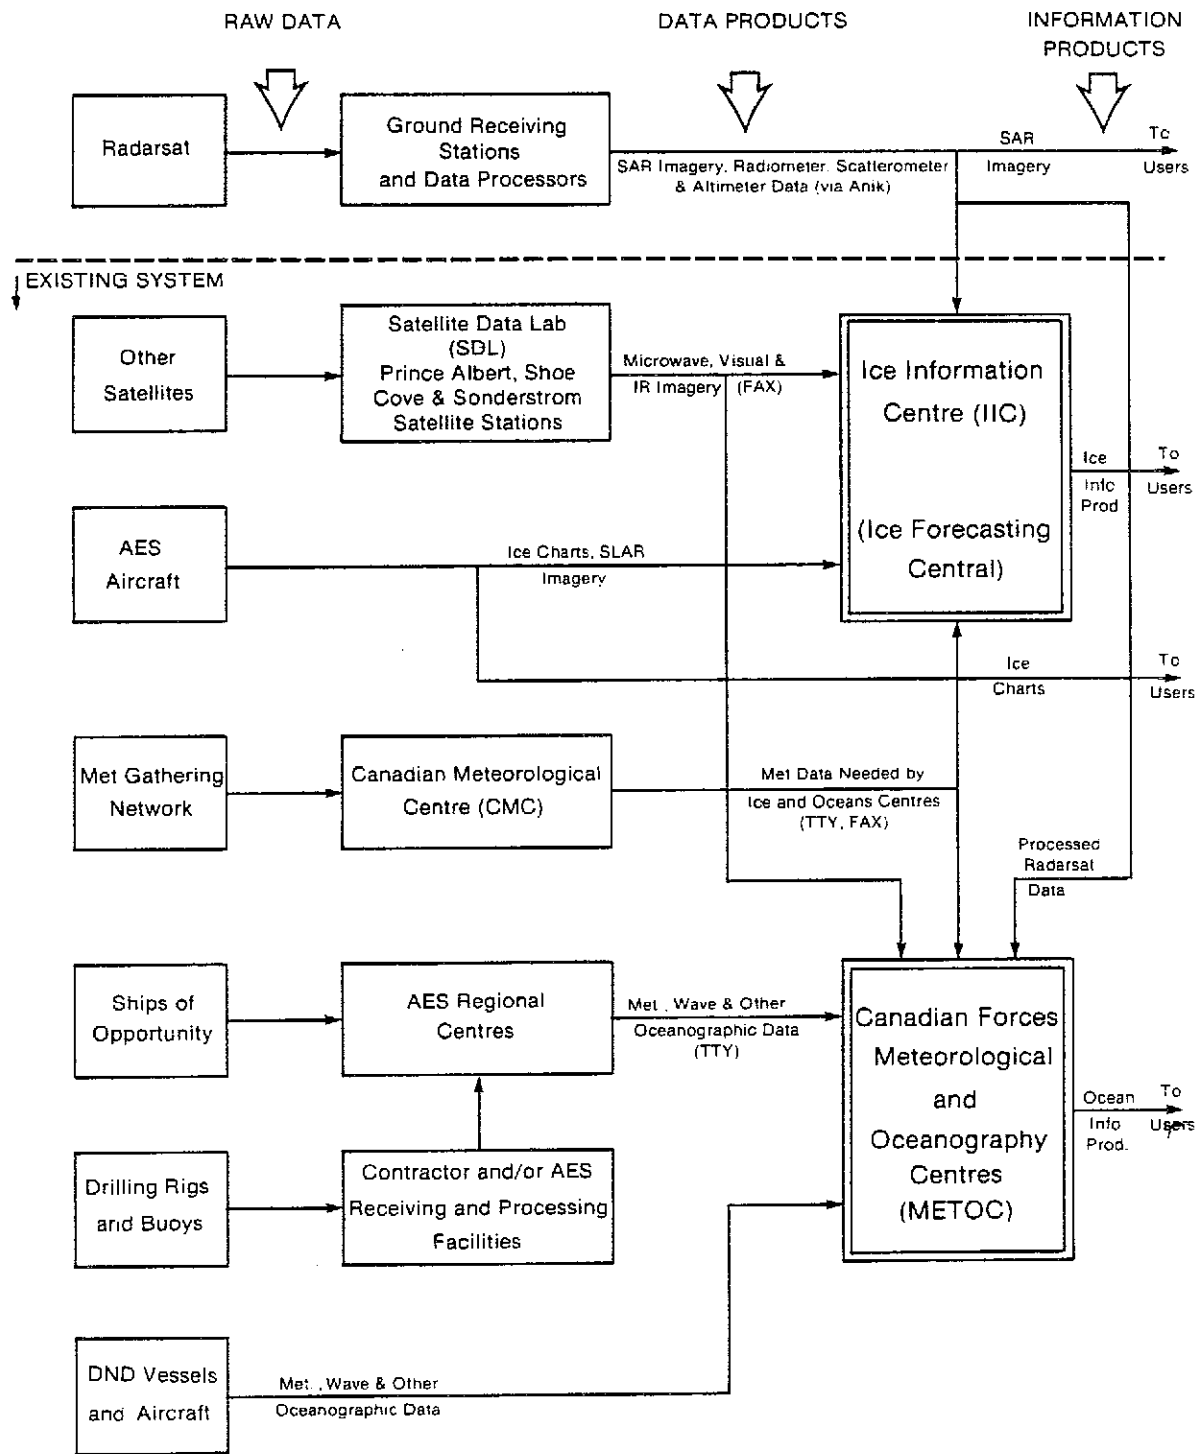 RAW DATA
DATA PRODUCTS
INFORMATION
PRODUCTS
Radarsat
Ground Receiving
Stations
and Data Processors
SAR Imagery, Radiometer, Scatterometer
& Altimeter Data (via Anik)
SAR
Imagery
To
Users
EXISTING SYSTEM
Other
Satellites
Satellite Data Lab
(SDL)
Prince Albert, Shoe
Cove & Sonderstrom
Satellite Stations
Microwave, Visual &
IR Imagery (FAX)
Ice Information
Centre (IIC)
(Ice Forecasting
Central)
Ice
Info
Prod
To
Users
AES
Aircraft
Ice Charts, SLAR
Imagery
Ice
Charts
To
Users
Met Gathering
Network
Canadian Meteorological
Centre (CMC)
Met Data Needed by
Ice and Oceans Centres
(TTY, FAX)
Processed
Radarsat
Data
Ships of
Opportunity
AES Regional
Centres
Met., Wave & Other
Oceanographic Data
(TTY)
Canadian Forces
Meteorological
and
Oceanography
Centres
(METOC)
Ocean
Info
Prod.
To
Users
Drilling Rigs
and Buoys
Contractor and/or AES
Receiving and Processing
Facilities
DND Vessels
and Aircraft
Met., Wave & Other
Oceanographic Data